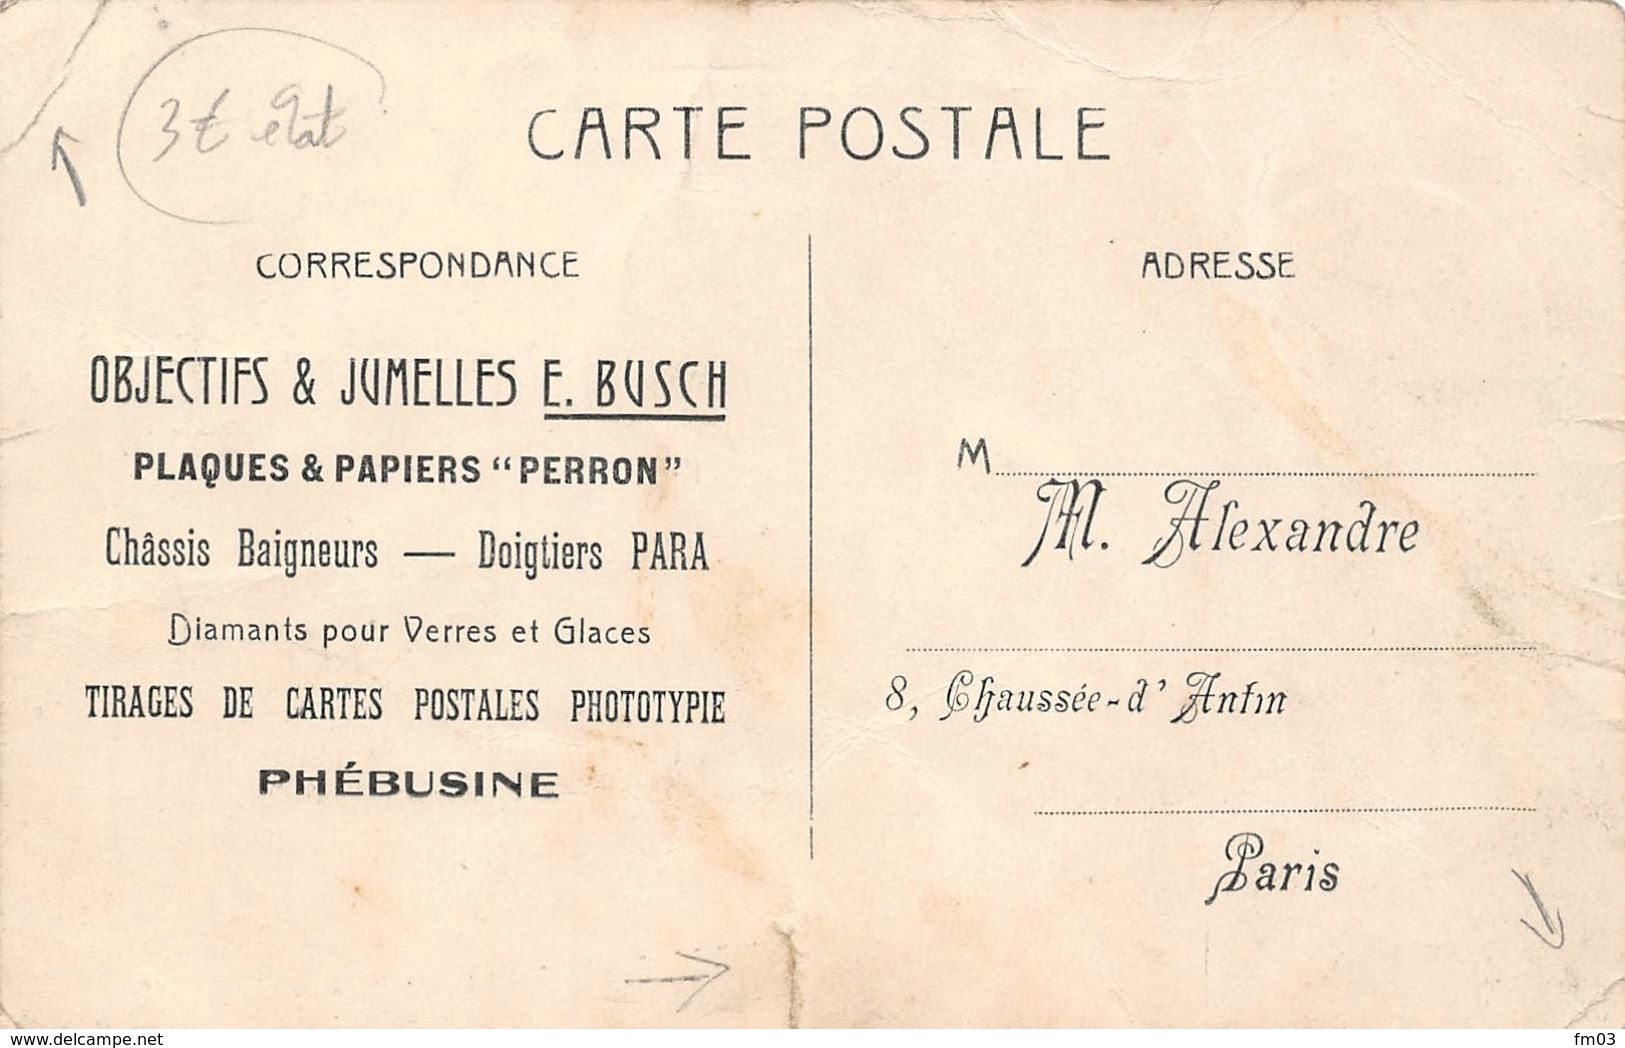 3€ état
CARTE POSTALE
CORRESPONDANCE
OBJECTIFS & JUMELLES E. BUSCH
PLAQUES & PAPIERS “PERRON”
Châssis Baigneurs — Doigtiers PARA
Diamants pour Verres et Glaces
TIRAGES DE CARTES POSTALES PHOTOTYPIE
PHÉBUSINE
ADRESSE
M
M. Alexandre
8, Chaussée-d'Antin
Paris
www.delcampe.net
fm03